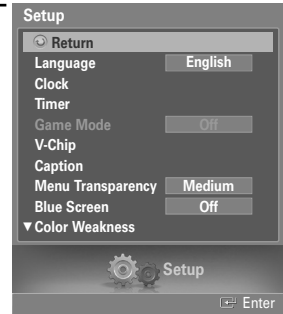 Setup
Return
Language English
Clock
Timer
Game Mode Off
V-Chip
Caption
Menu Transparency Medium
Blue Screen Off
▼Color Weakness
Setup
Enter